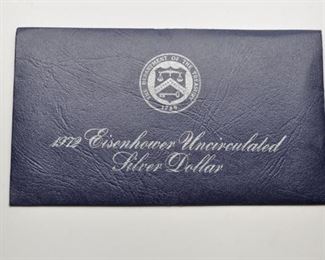 THE DEPARTMENT OF THE TREASURY
1789
1972 Eisenhower Uncirculated
Silver Dollar